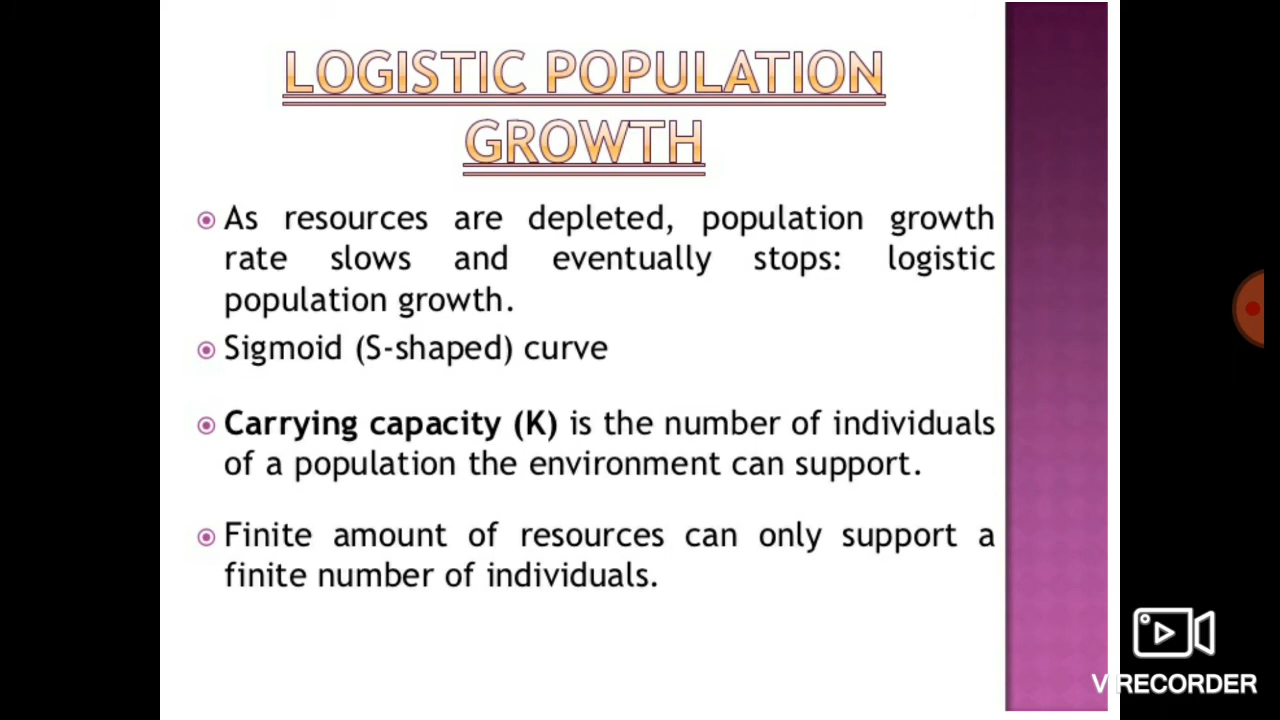 LOGISTIC POPULATION
GROWTH
As resources are depleted, population growth
rate slows and eventually stops: logistic
population growth.
Sigmoid (S-shaped) curve
Carrying capacity (K) is the number of individuals
of a population the environment can support.
Finite amount of resources can only support a
finite number of individuals.
V RECORDER